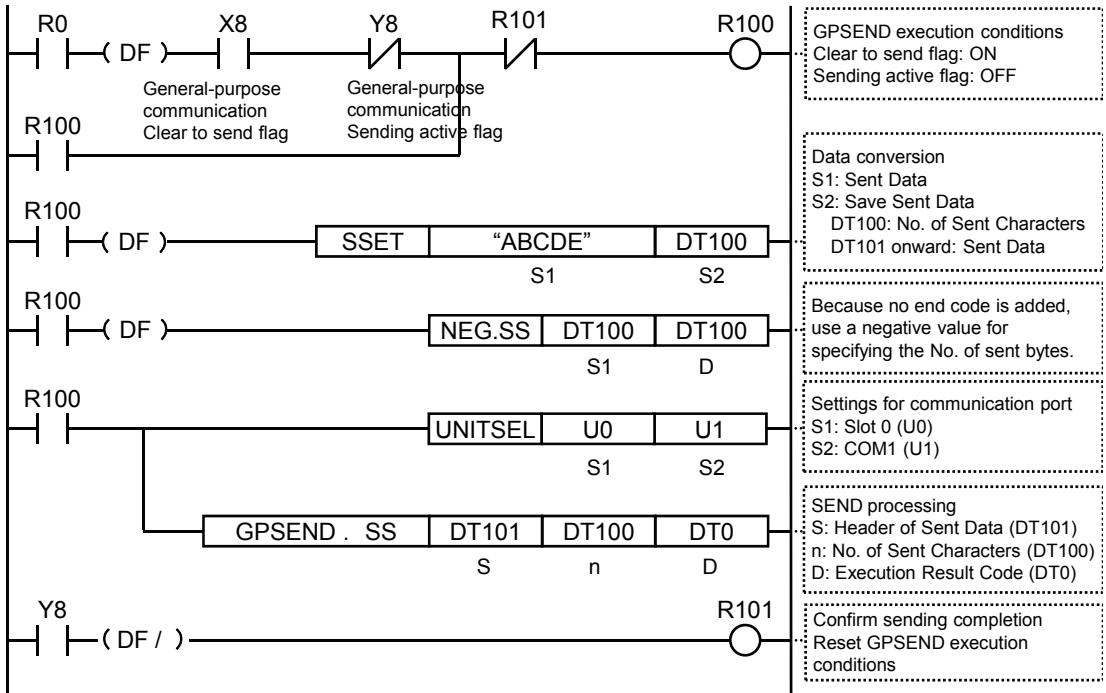 R0
X8
Y8
R101
R100
( DF )
General-purpose
communication
Clear to send flag
General-purpose
communication
Sending active flag
GPSEND execution conditions
Clear to send flag: ON
Sending active flag: OFF
R100
R100
( DF )
SSET
“ABCDE”
DT100
S1
S2
Data conversion
S1: Sent Data
S2: Save Sent Data
DT100: No. of Sent Characters
DT101 onward: Sent Data
R100
( DF )
NEG.SS
DT100
DT100
S1
D
Because no end code is added,
use a negative value for
specifying the No. of sent bytes.
R100
UNITSEL
U0
U1
S1
S2
Settings for communication port
S1: Slot 0 (U0)
S2: COM1 (U1)
GPSEND . SS
DT101
DT100
DT0
S
n
D
SEND processing
S: Header of Sent Data (DT101)
n: No. of Sent Characters (DT100)
D: Execution Result Code (DT0)
Y8
( DF / )
R101
Confirm sending completion
Reset GPSEND execution
conditions